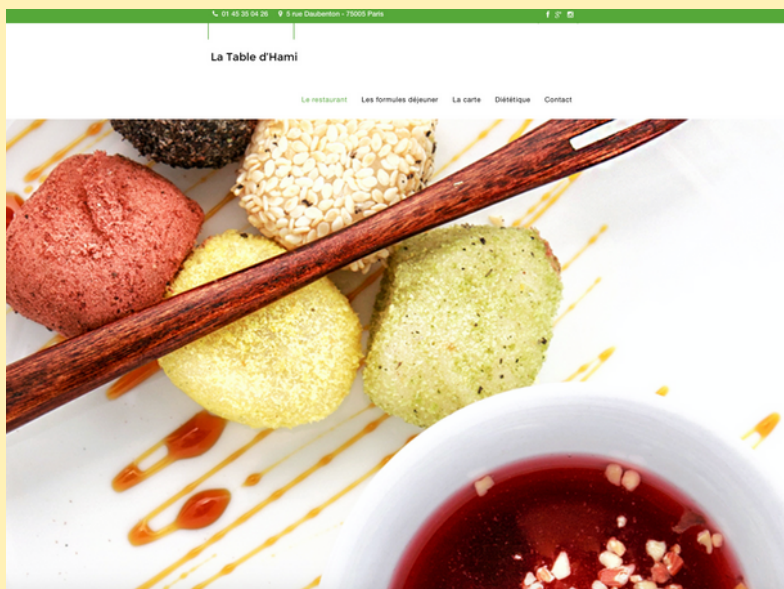 01 45 35 04 26 5 rue Daubenton - 75005 Paris
La Table d'Hami
Le restaurant Les formules déjeuner La carte Diététique Contact